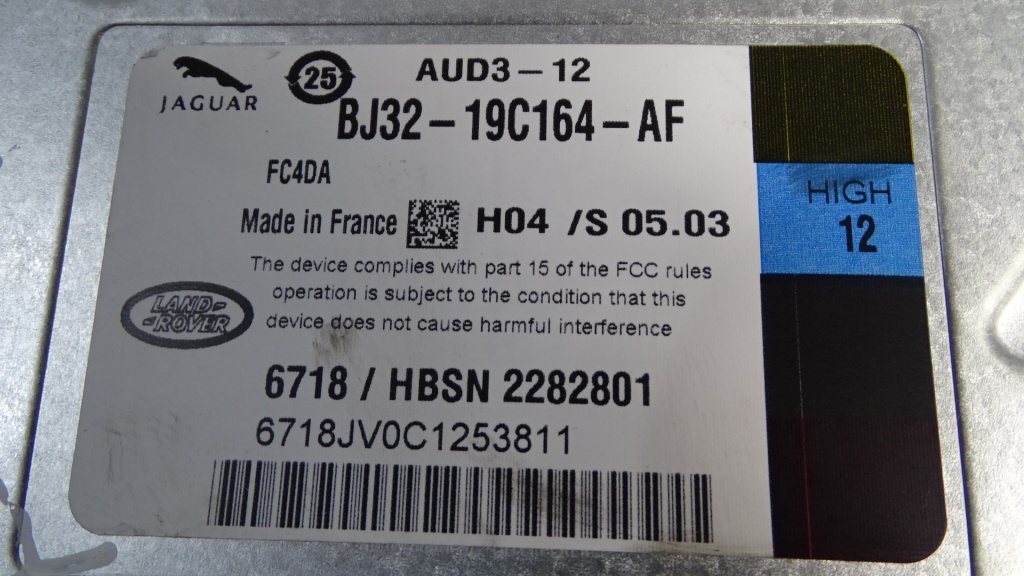 JAGUAR
25
AUD3-12
BJ32-19C164-AF
FC4DA
Made in France H04 /S 05.03
HIGH
12
The device complies with part 15 of the FCC rules
operation is subject to the condition that this
device does not cause harmful interference
LAND-
-ROVER
6718 / HBSN 2282801
6718JV0C1253811